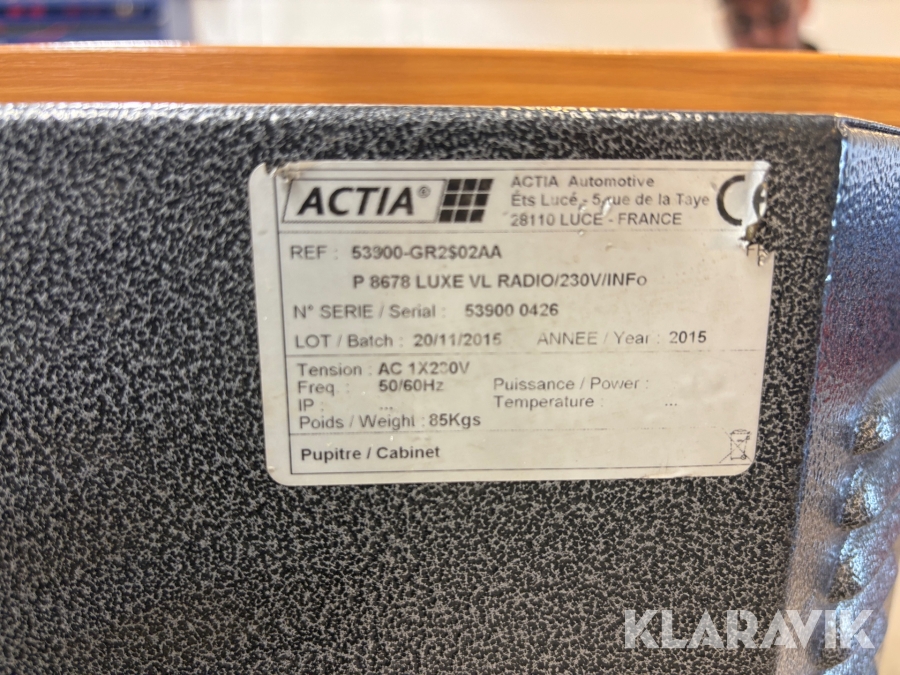 ACTIA®
ACTIA Automotive
Éts Lucé - 5 rue de la Taye
28110 LUCE - FRANCE
CE
REF : 53900-GR2S02AA
P 8678 LUXE VL RADIO/230V/INFo
N° SERIE / Serial : 53900 0426
LOT / Batch : 20/11/2015 ANNEE / Year : 2015
Tension : AC 1X230V
Freq. : 50/60Hz Puissance / Power :
IP : ... Temperature : ...
Poids / Weight : 85Kgs
Pupitre / Cabinet
KLARAVIK